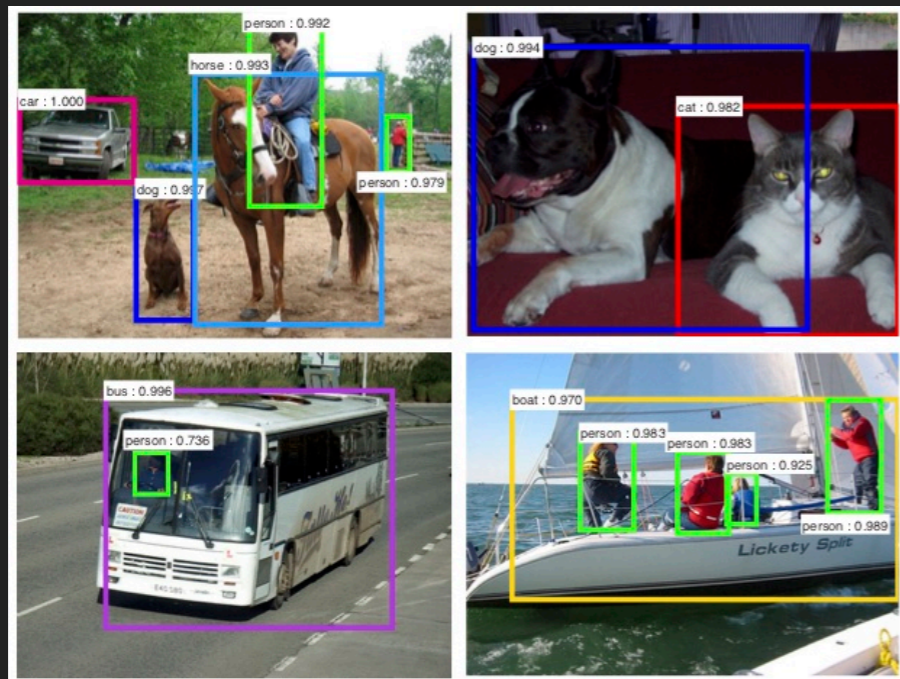 person : 0.992
horse : 0.993
car : 1.000
dog : 0.997
person : 0.979
dog : 0.994
cat : 0.982
bus : 0.996
person : 0.736
CAUTION
boat : 0.970
person : 0.983
person : 0.983
person : 0.925
person : 0.989
Lickety Split